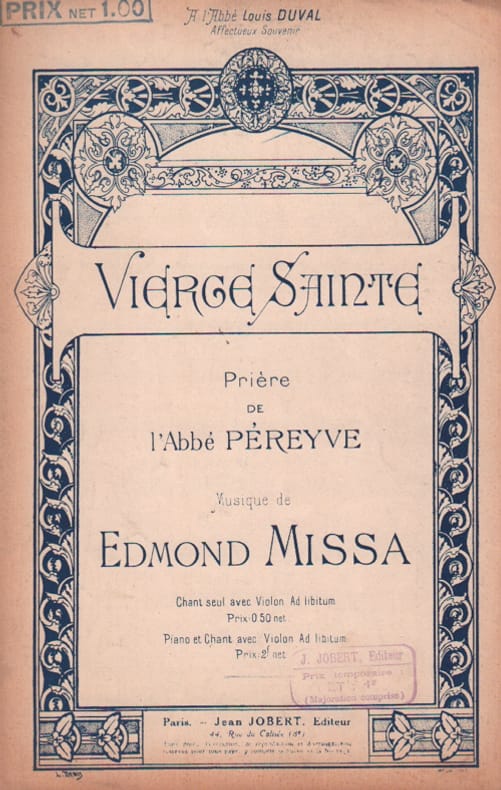 PRIX NET 1.00
A l'Abbé Louis DUVAL
Affectueux Souvenir
VIERGE SAINTE
Prière
DE
l'Abbé PÉREYVE
Musique de
EDMOND MISSA
Chant seul avec Violon Ad libitum
Prix: 0.50 net.
Piano et Chant avec Violon Ad libitum
Prix: 2f net
J. JOBERT, Editeur
Prix temporaire
(Majoration comprise)
Paris. — Jean JOBERT, Editeur
44, Rue du Colisée (8e)